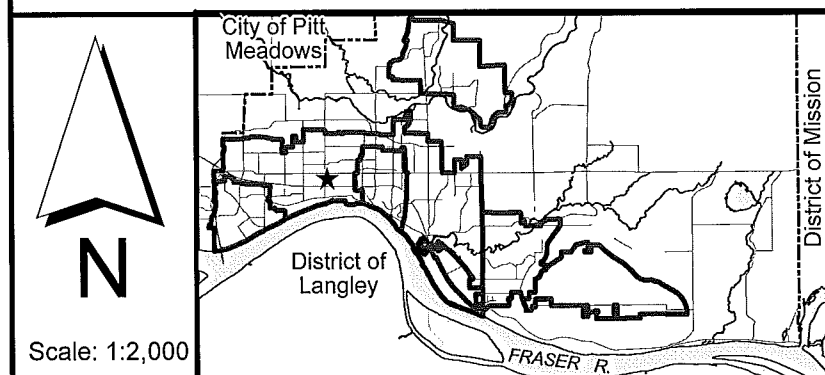 City of Pitt
Meadows
District of Mission
N
District of
Langley
Scale: 1:2,000
FRASER R.